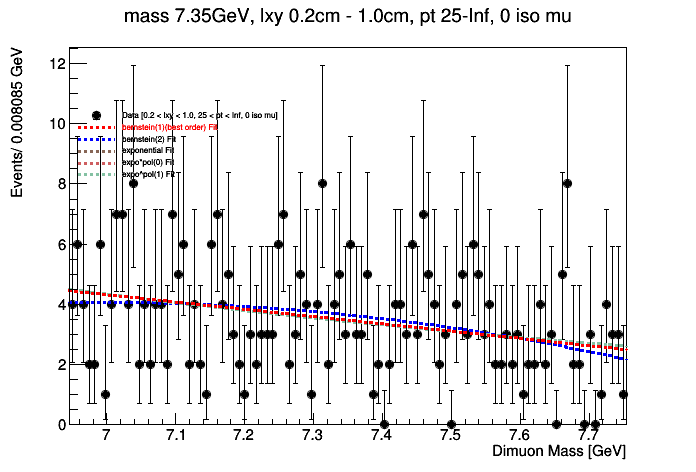 mass 7.35GeV, lxy 0.2cm - 1.0cm, pt 25-Inf, 0 iso mu
Events/ 0.008085 GeV
12
10
8
6
4
2
0
Data [0.2 < lxy < 1.0, 25 < pt < Inf, 0 iso mu]
bernstein(1)(best order) Fit
bernstein(2) Fit
exponential Fit
expo*pol(0) Fit
expo*pol(1) Fit
7 7.1 7.2 7.3 7.4 7.5 7.6 7.7
Dimuon Mass [GeV]